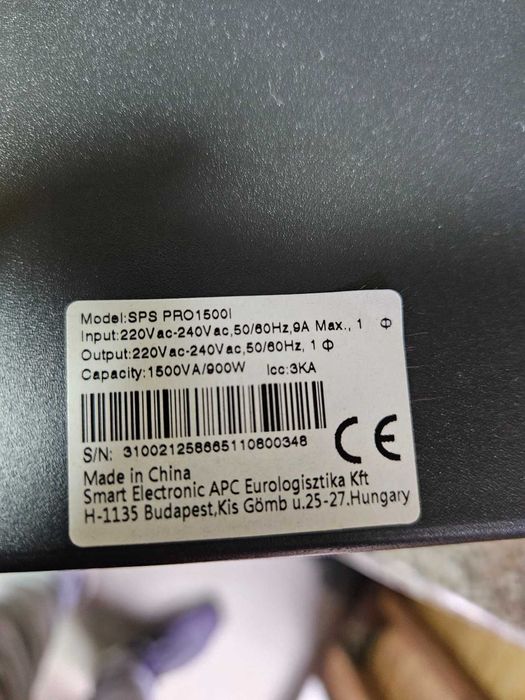 Model:SPS PRO1500I
Input:220Vac-240Vac,50/60Hz,9A Max., 1 Φ
Output:220Vac-240Vac,50/60Hz, 1 Φ
Capacity:1500VA/900W Icc:3KA
S/N: 310021258665110800348
CE
Made in China
Smart Electronic APC Eurologisztika Kft
H-1135 Budapest,Kis Gömb u.25-27.Hungary